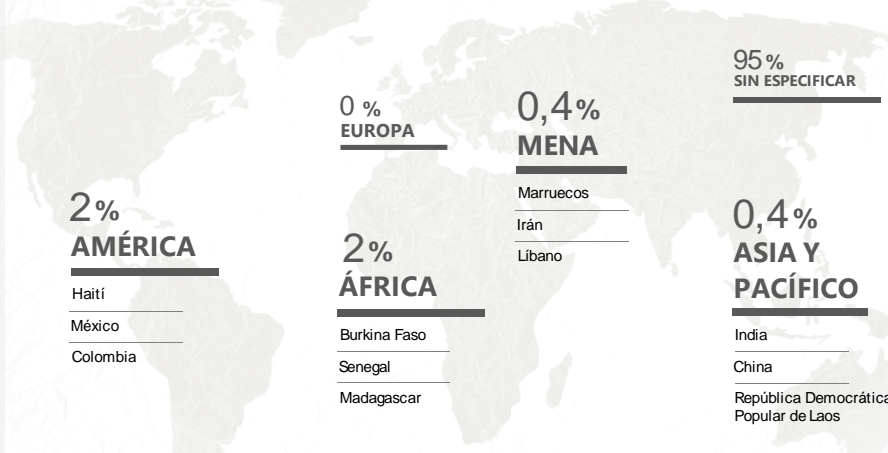 2%
AMÉRICA
Haití
México
Colombia
0 %
EUROPA
2%
ÁFRICA
Burkina Faso
Senegal
Madagascar
0,4%
MENA
Marruecos
Irán
Líbano
95%
SIN ESPECIFICAR
0,4%
ASIA Y
PACÍFICO
India
China
República Democrática
Popular de Laos